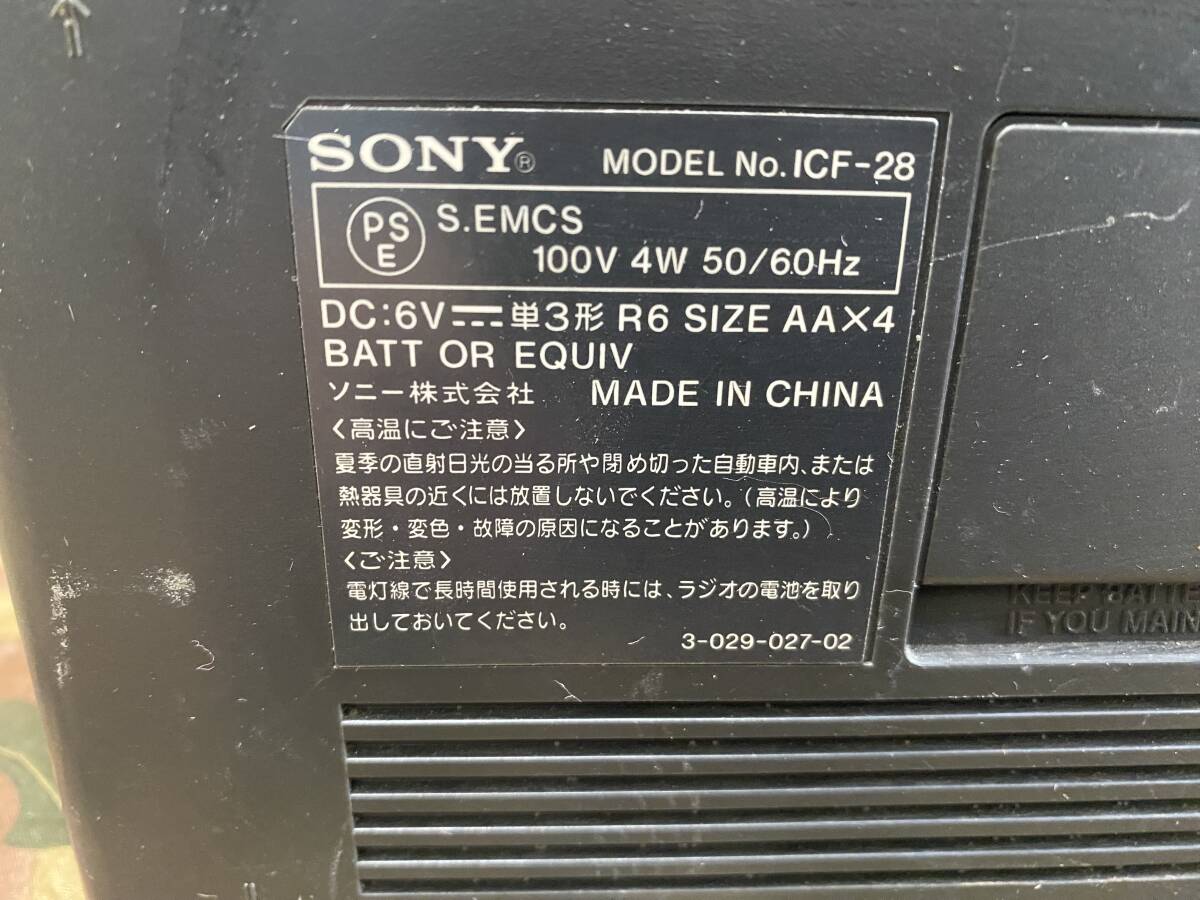 SONY® MODEL No. ICF-28
PS
E
S.EMCS
100V 4W 50/60Hz
DC:6V⎓単3形 R6 SIZE AA×4
BATT OR EQUIV
ソニー株式会社 MADE IN CHINA
〈高温にご注意〉
夏季の直射日光の当る所や閉め切った自動車内、または
熱器具の近くには放置しないでください。(高温により
変形・変色・故障の原因になることがあります。)
〈ご注意〉
電灯線で長時間使用される時には、ラジオの電池を取り
出しておいてください。
3-029-027-02
KEEP BATTE
IF YOU MAIN